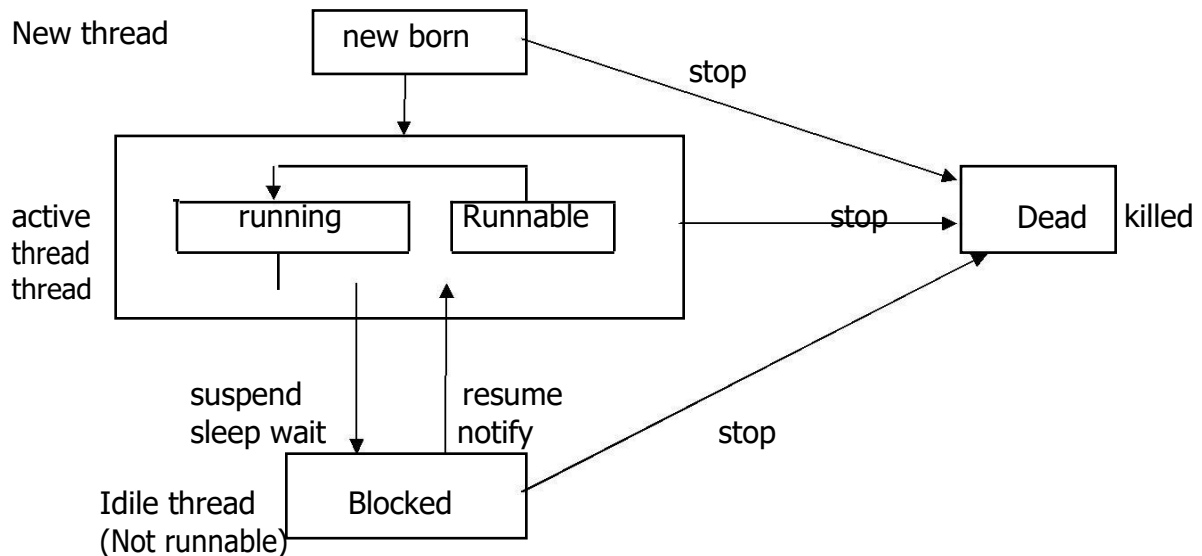 New thread
new born
stop
running
Runnable
active
thread
thread
stop
Dead
killed
suspend
sleep wait
resume
notify
stop
Idile thread
(Not runnable)
Blocked